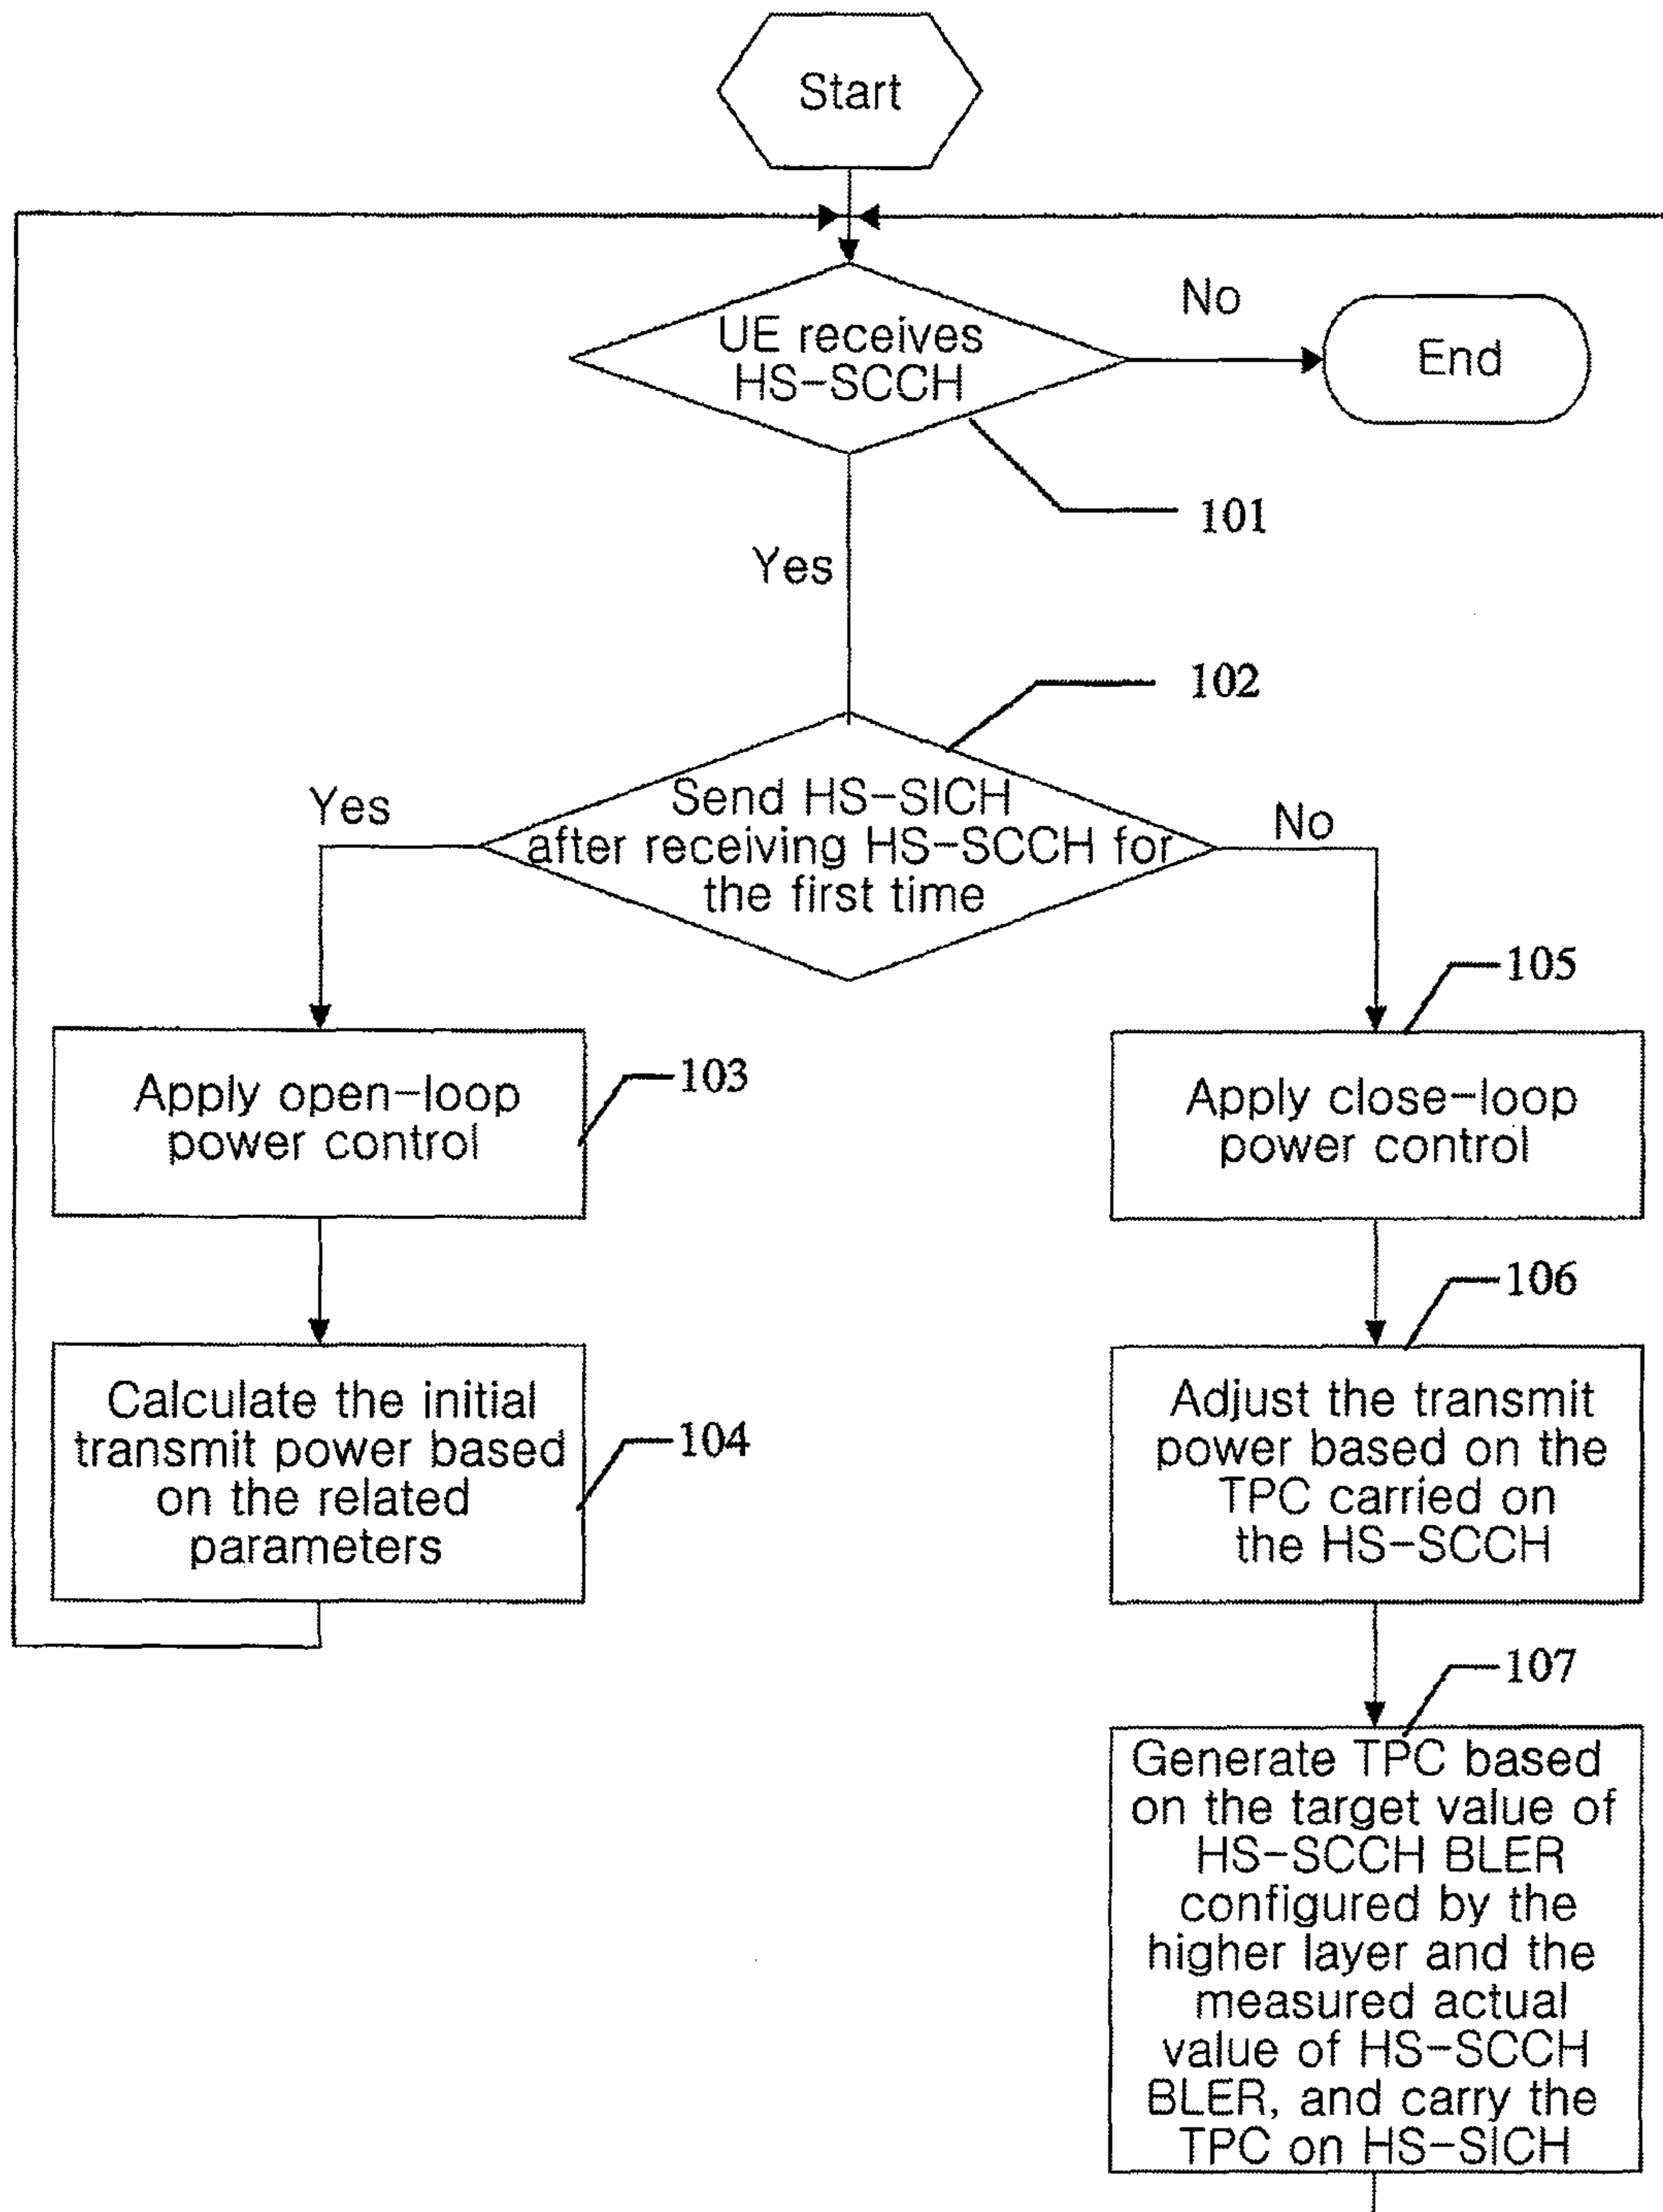 Start
UE receives
HS-SCCH
No
End
101
Yes
102
Send HS-SICH
after receiving HS-SCCH for
the first time
Yes
No
103
Apply open-loop
power control
105
Apply close-loop
power control
104
Calculate the initial
transmit power based
on the related
parameters
106
Adjust the transmit
power based on the
TPC carried on
the HS-SCCH
107
Generate TPC based
on the target value of
HS-SCCH BLER
configured by the
higher layer and the
measured actual
value of HS-SCCH
BLER, and carry the
TPC on HS-SICH